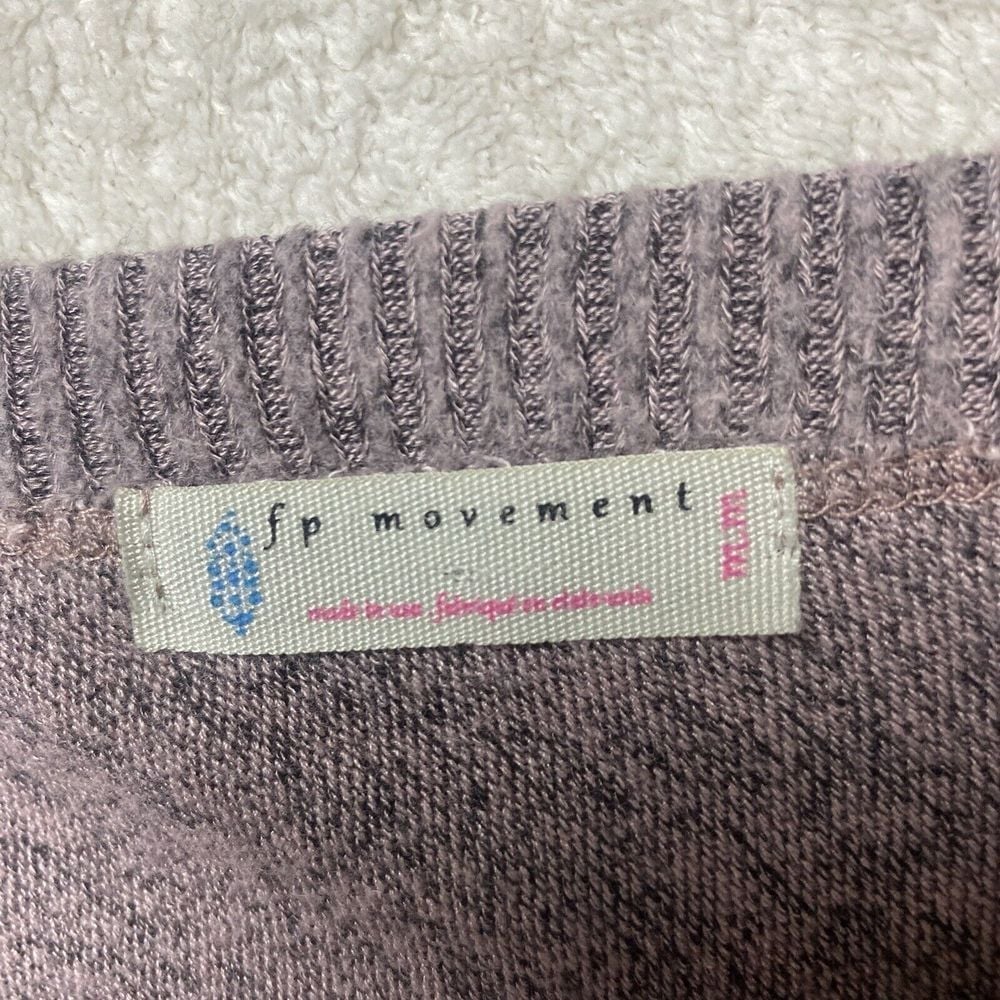 fp movement
m.m
made in usa fabriqué en états-unis